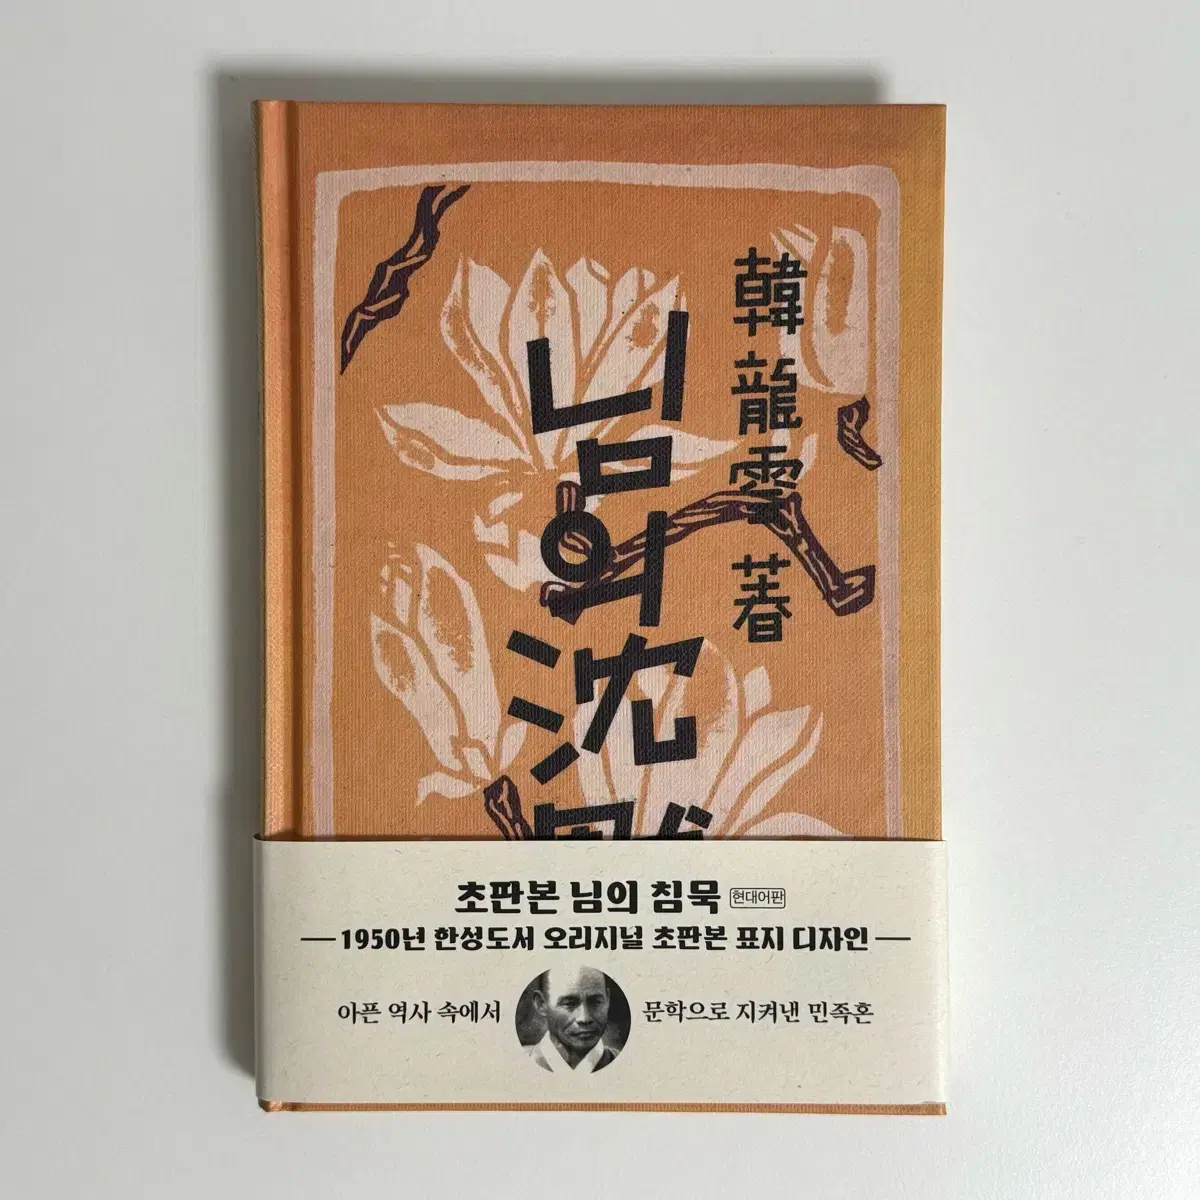 韓龍雲 著
님의 沈默
초판본 님의 침묵 현대어판
1950년 한성도서 오리지널 초판본 표지 디자인
아픈 역사 속에서 문학으로 지켜낸 민족혼